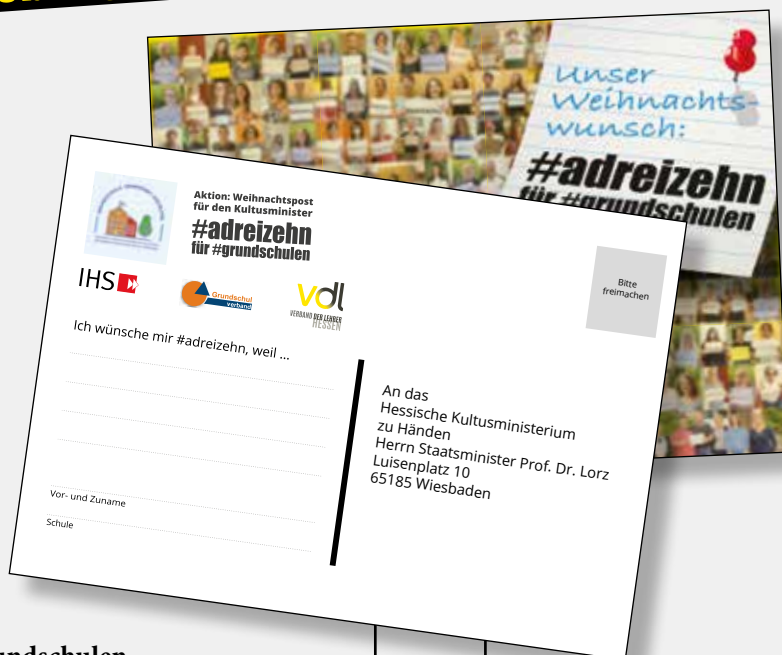 Unser
Weihnachts-
wunsch:
#adreizehn
für #grundschulen
Aktion: Weihnachtspost
für den Kultusminister
#adreizehn
für #grundschulen
Bitte
freimachen
IHS
Grundschul
verband
vdl
VERBAND DER LEHRER
HESSEN
Ich wünsche mir #adreizehn, weil ...
An das
Hessische Kultusministerium
zu Händen
Herrn Staatsminister Prof. Dr. Lorz
Luisenplatz 10
65185 Wiesbaden
Vor- und Zuname
Schule